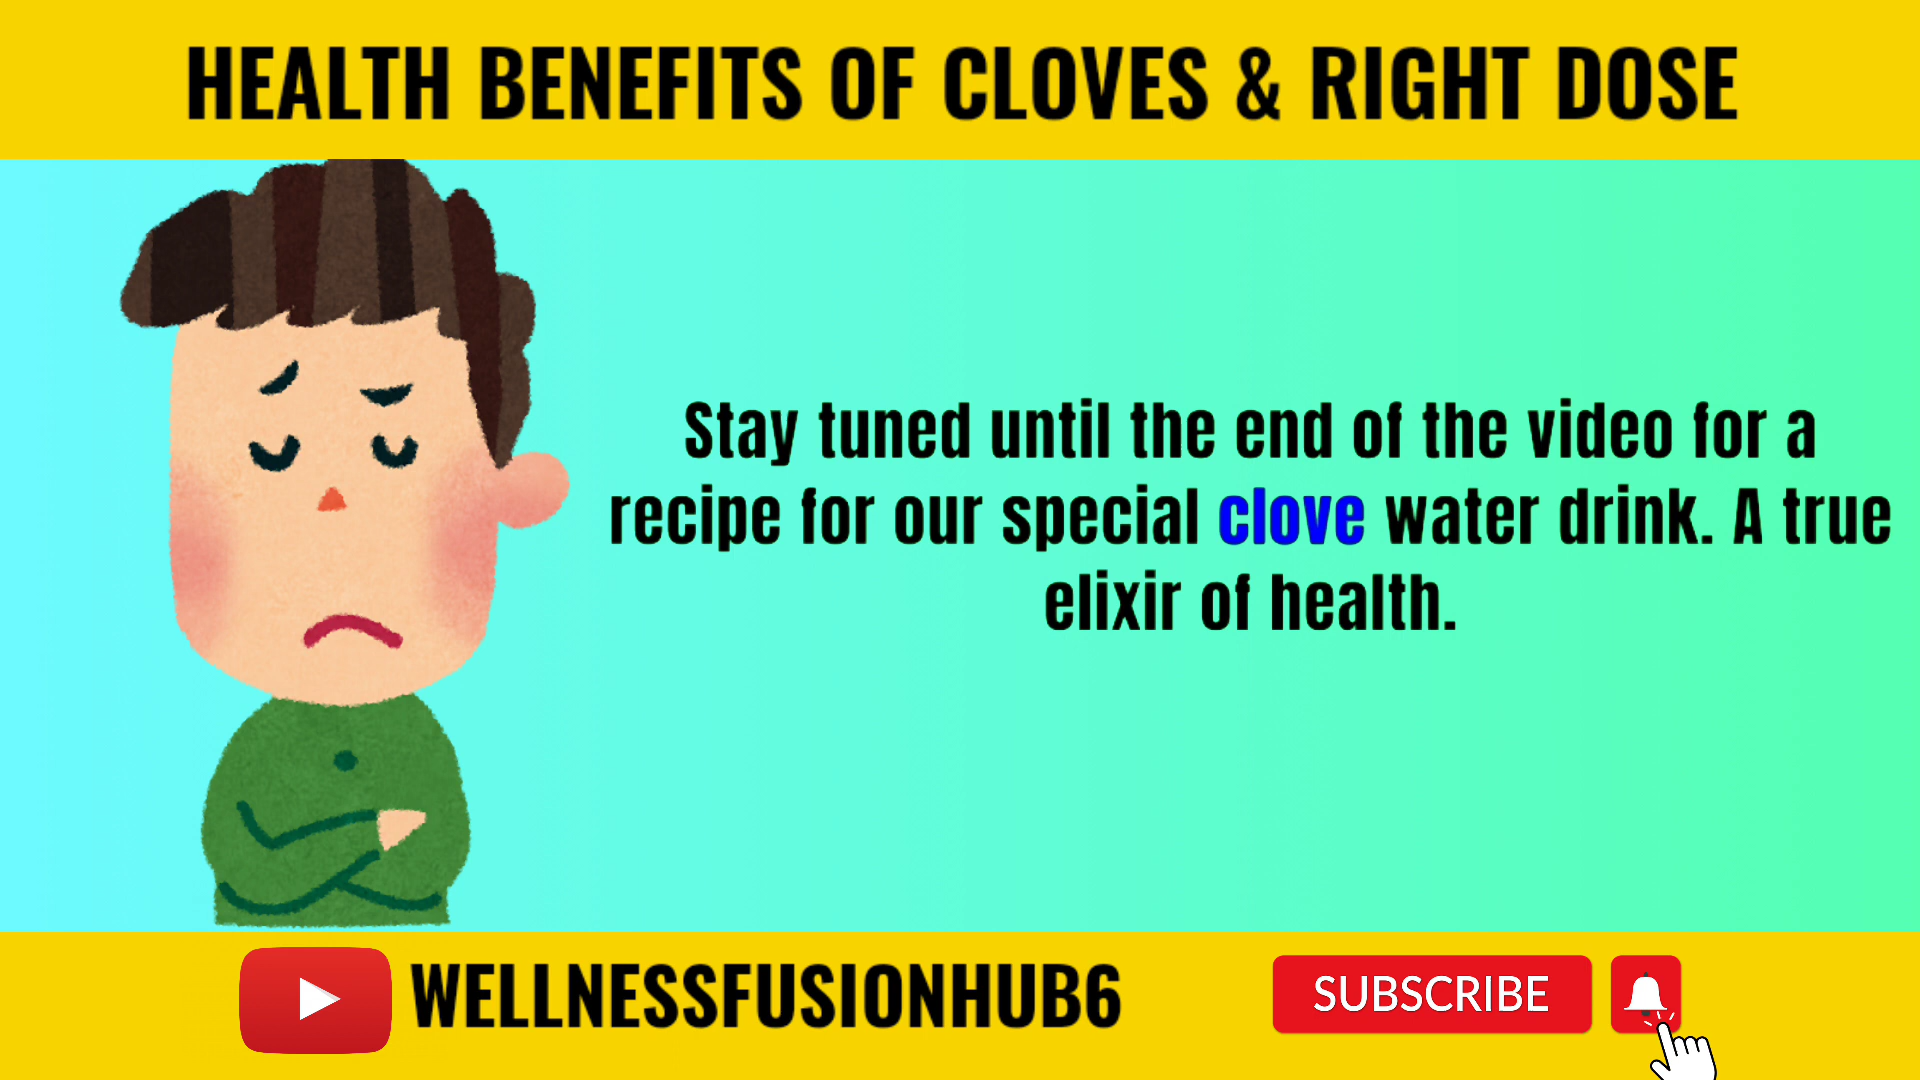 HEALTH BENEFITS OF CLOVES & RIGHT DOSE
Stay tuned until the end of the video for a
recipe for our special clove water drink. A true
elixir of health.
WELLNESSFUSIONHUB6
SUBSCRIBE